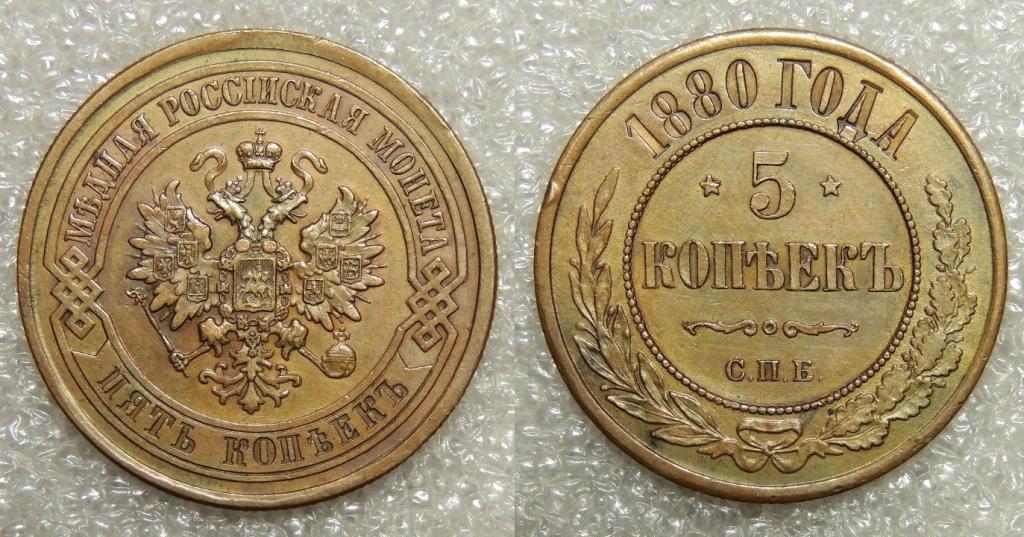 МѢДНАЯ РОССІЙСКАЯ МОНЕТА
ПЯТЬ КОПѢЕКЪ
1880 ГОДА
5
КОПѢЕКЪ
С.П.Б.